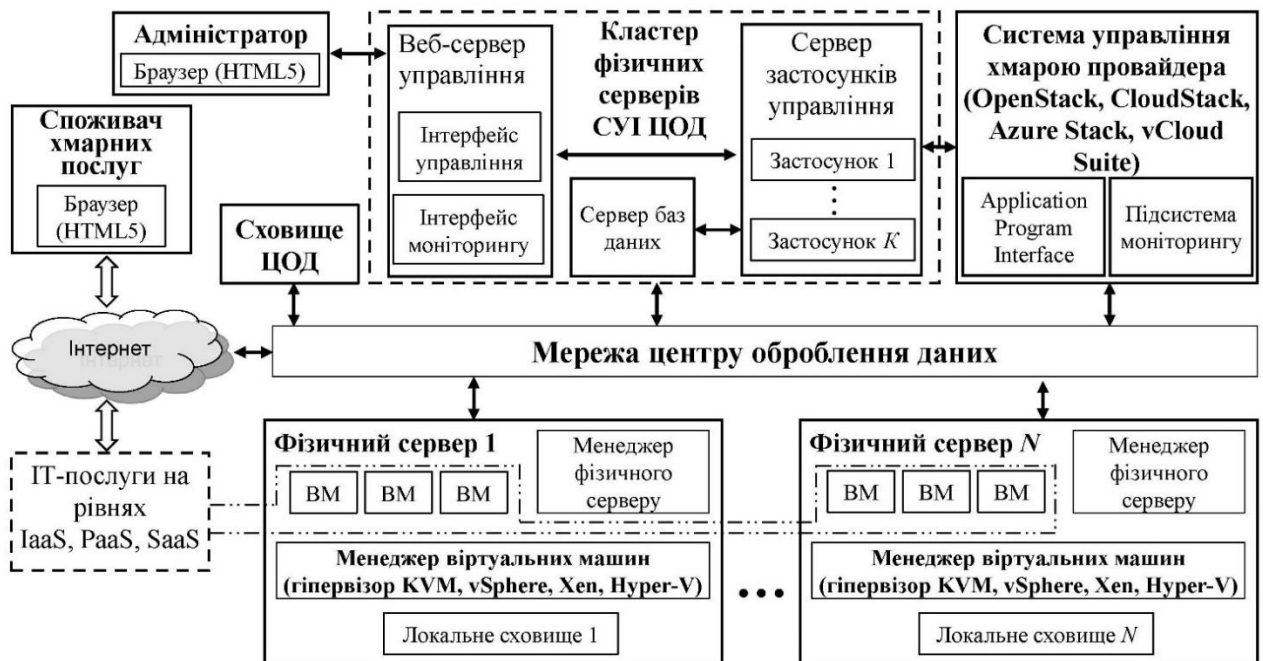 Адміністратор
Браузер (HTML5)
Споживач
хмарних
послуг
Браузер
(HTML5)
Сховище
ЦОД
Веб-сервер
управління
Інтерфейс
управління
Інтерфейс
моніторингу
Кластер
фізичних
серверів
СУІ ЦОД
Сервер баз
даних
Сервер
застосунків
управління
Застосунок 1
Застосунок K
Система управління
хмарою провайдера
(OpenStack, CloudStack,
Azure Stack, vCloud
Suite)
Application
Program
Interface
Підсистема
моніторингу
Інтернет
Мережа центру оброблення даних
ІТ-послуги на
рівнях
IaaS, PaaS, SaaS
Фізичний сервер 1
Менеджер
фізичного
серверу
ВМ
ВМ
ВМ
Менеджер віртуальних машин
(гіпервізор KVM, vSphere, Xen, Hyper-V)
Локальне сховище 1
Фізичний сервер N
Менеджер
фізичного
серверу
ВМ
ВМ
ВМ
Менеджер віртуальних машин
(гіпервізор KVM, vSphere, Xen, Hyper-V)
Локальне сховище N